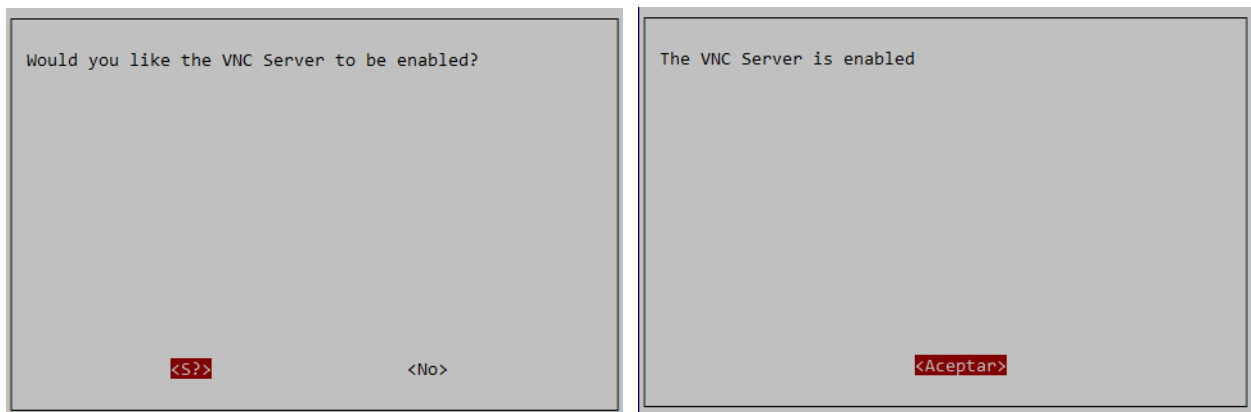 Would you like the VNC Server to be enabled?
<S?> <No>
The VNC Server is enabled
<Aceptar>